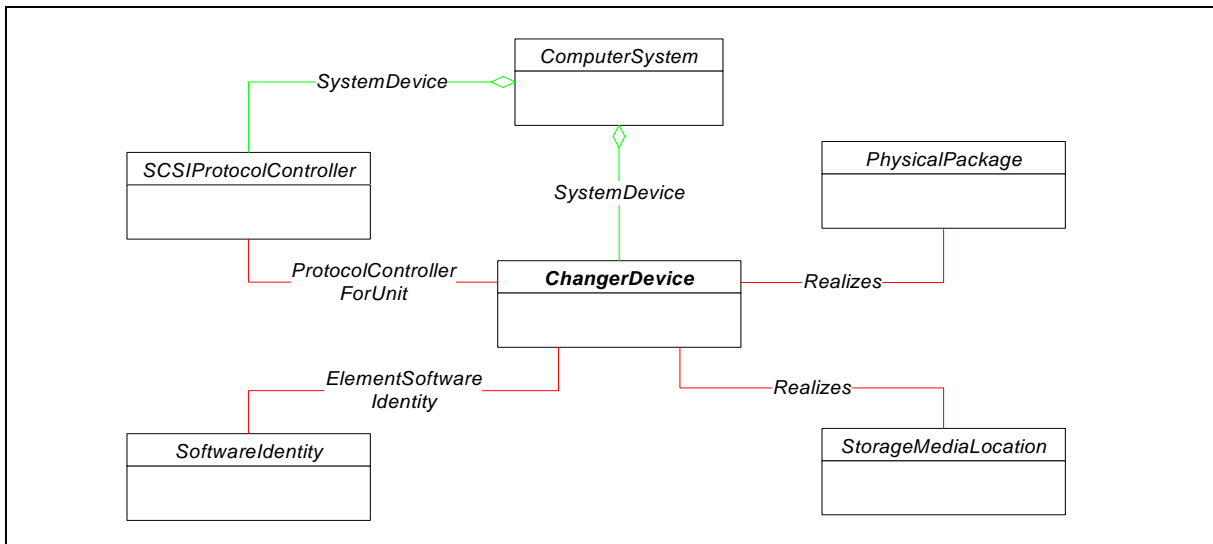 ComputerSystem
SystemDevice
SCSIProtocolController
PhysicalPackage
SystemDevice
ProtocolController
ForUnit
ChangerDevice
Realizes
ElementSoftware
Identity
Realizes
SoftwareIdentity
StorageMediaLocation